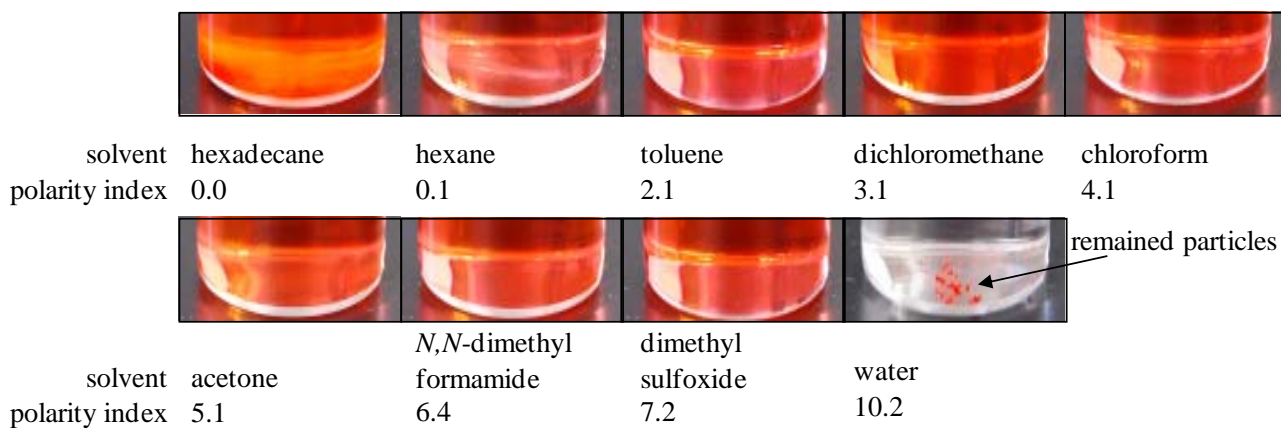 solvent hexadecane hexane toluene dichloromethane chloroform
polarity index 0.0 0.1 2.1 3.1 4.1
remained particles
solvent acetone N,N-dimethyl formamide dimethyl sulfoxide water
polarity index 5.1 6.4 7.2 10.2